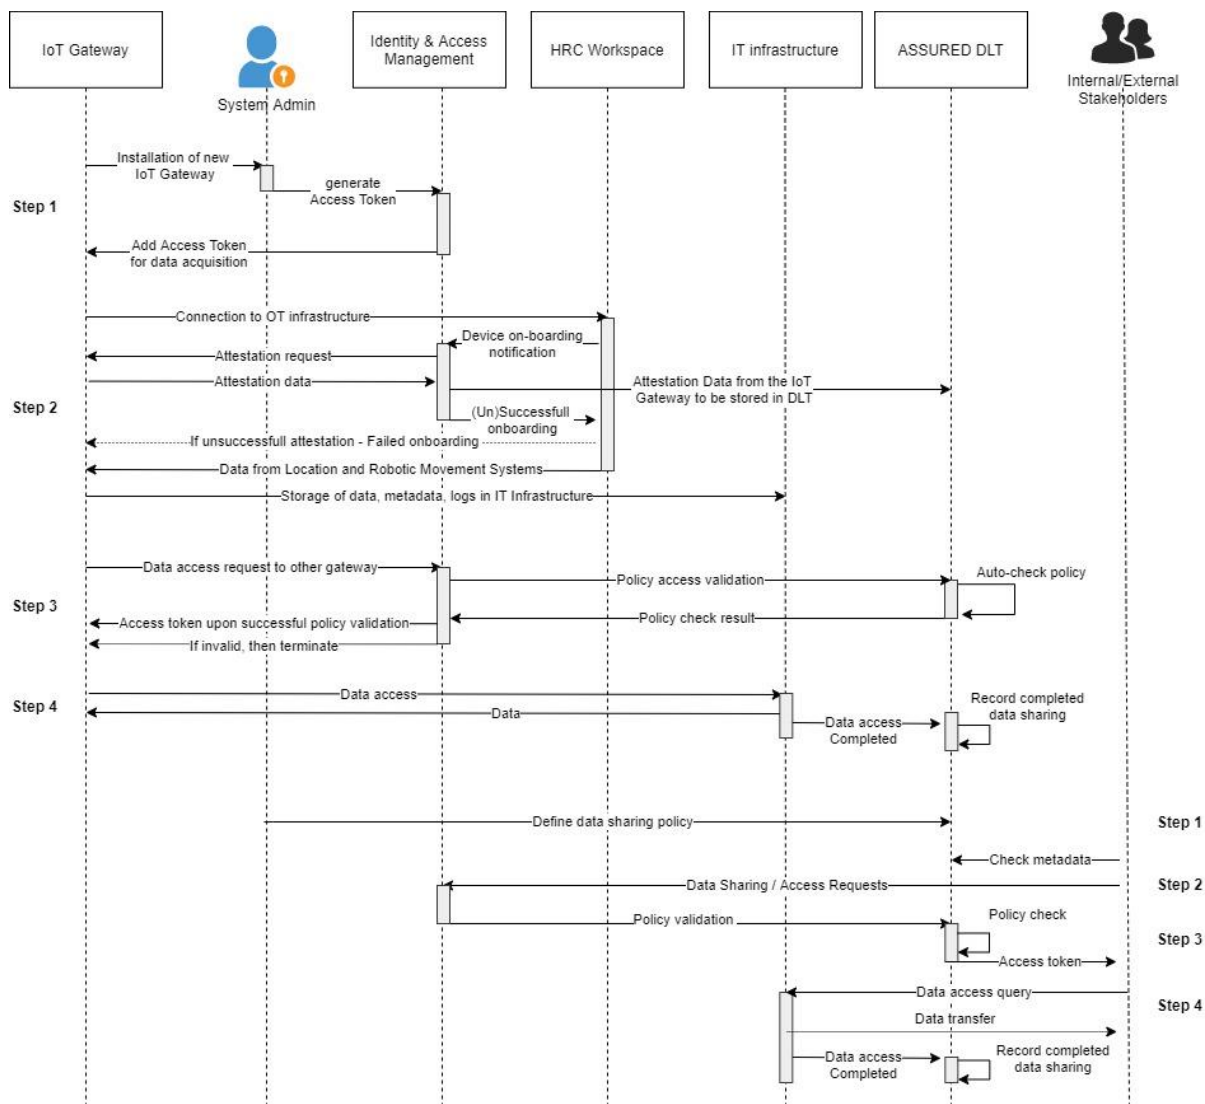 IoT Gateway
System Admin
Identity & Access
Management
HRC Workspace
IT infrastructure
ASSURED DLT
Internal/External
Stakeholders
Installation of new
IoT Gateway
generate
Access Token
Step 1
Add Access Token
for data acquisition
Connection to OT infrastructure
Device on-boarding
notification
Attestation request
Attestation data
Attestation Data from the IoT
Gateway to be stored in DLT
Step 2
(Un)Successfull
onboarding
If unsuccessfull attestation - Failed onboarding
Data from Location and Robotic Movement Systems
Storage of data, metadata, logs in IT Infrastructure
Data access request to other gateway
Policy access validation
Auto-check policy
Step 3
Access token upon successful policy validation
Policy check result
If invalid, then terminate
Data access
Step 4
Data
Record completed
data sharing
Data access
Completed
Define data sharing policy
Step 1
Check metadata
Data Sharing / Access Requests
Step 2
Policy validation
Policy check
Step 3
Access token
Data access query
Step 4
Data transfer
Data access
Completed
Record completed
data sharing